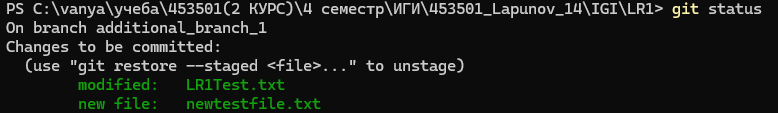 PS C:\vanya\учеба\453501(2 КУРС)\4 семестр\ИГИ\453501_Lapunov_14\IGI\LR1> git status
On branch additional_branch_1
Changes to be committed:
  (use "git restore --staged <file>..." to unstage)
        modified:   LR1Test.txt
        new file:   newtestfile.txt